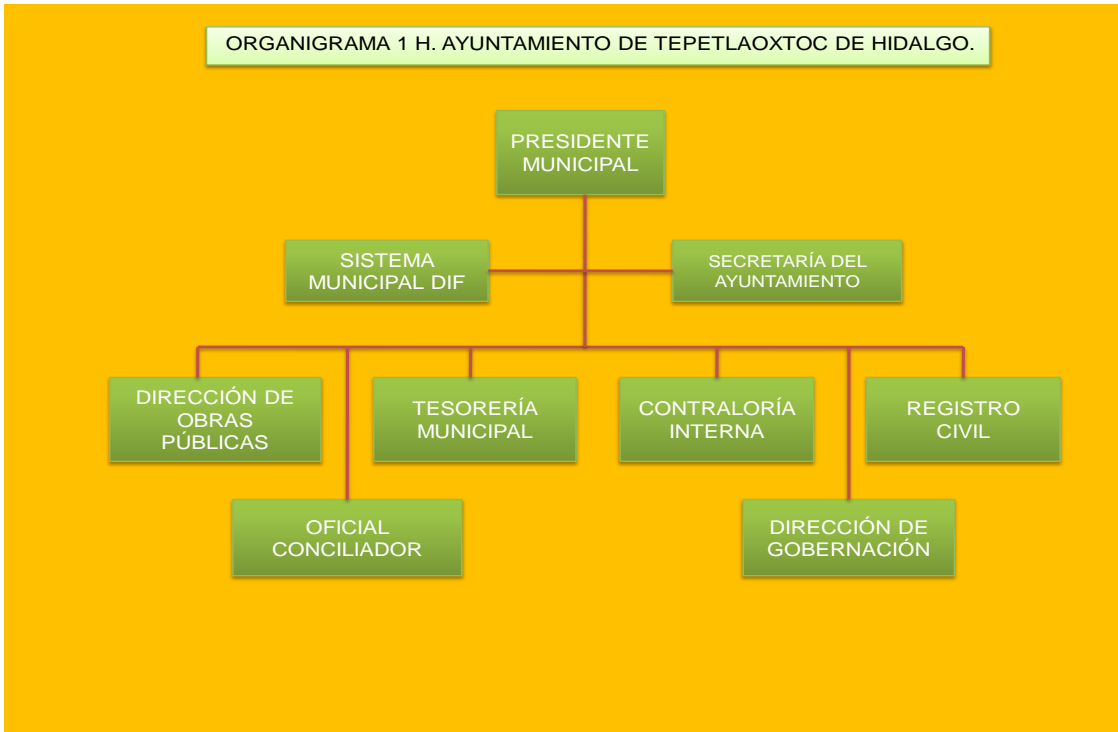 ORGANIGRAMA 1 H. AYUNTAMIENTO DE TEPETLAOXTOC DE HIDALGO.
PRESIDENTE
MUNICIPAL
SISTEMA
MUNICIPAL DIF
SECRETARÍA DEL
AYUNTAMIENTO
DIRECCIÓN DE
OBRAS
PÚBLICAS
TESORERÍA
MUNICIPAL
CONTRALORÍA
INTERNA
REGISTRO
CIVIL
OFICIAL
CONCILIADOR
DIRECCIÓN DE
GOBERNACIÓN